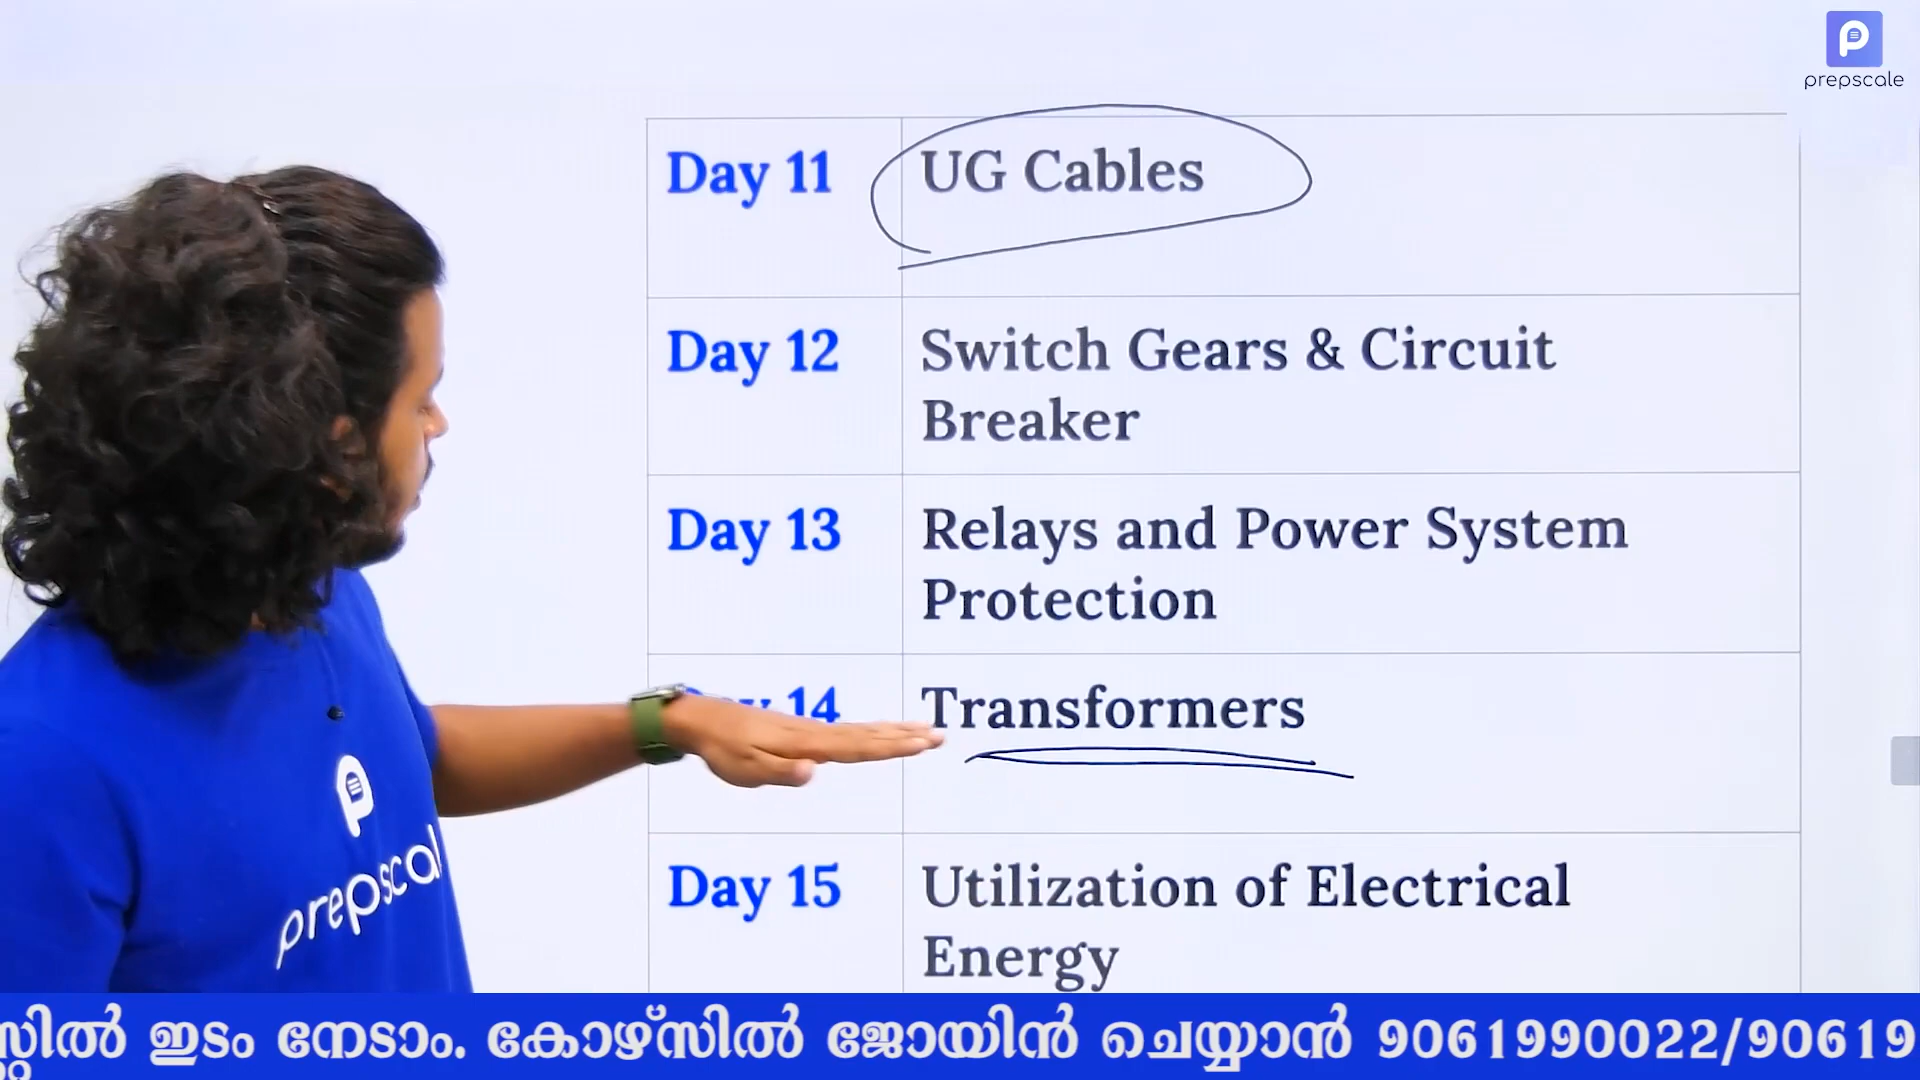 prepscale
Day 11
UG Cables
Day 12
Switch Gears & Circuit
Breaker
Day 13
Relays and Power System
Protection
Day 14
Transformers
Day 15
Utilization of Electrical
Energy
prepscal
ഇടം നേടാം. കോഴ്സിൽ ജോയിൻ ചെയ്യാൻ 9061990022/90619